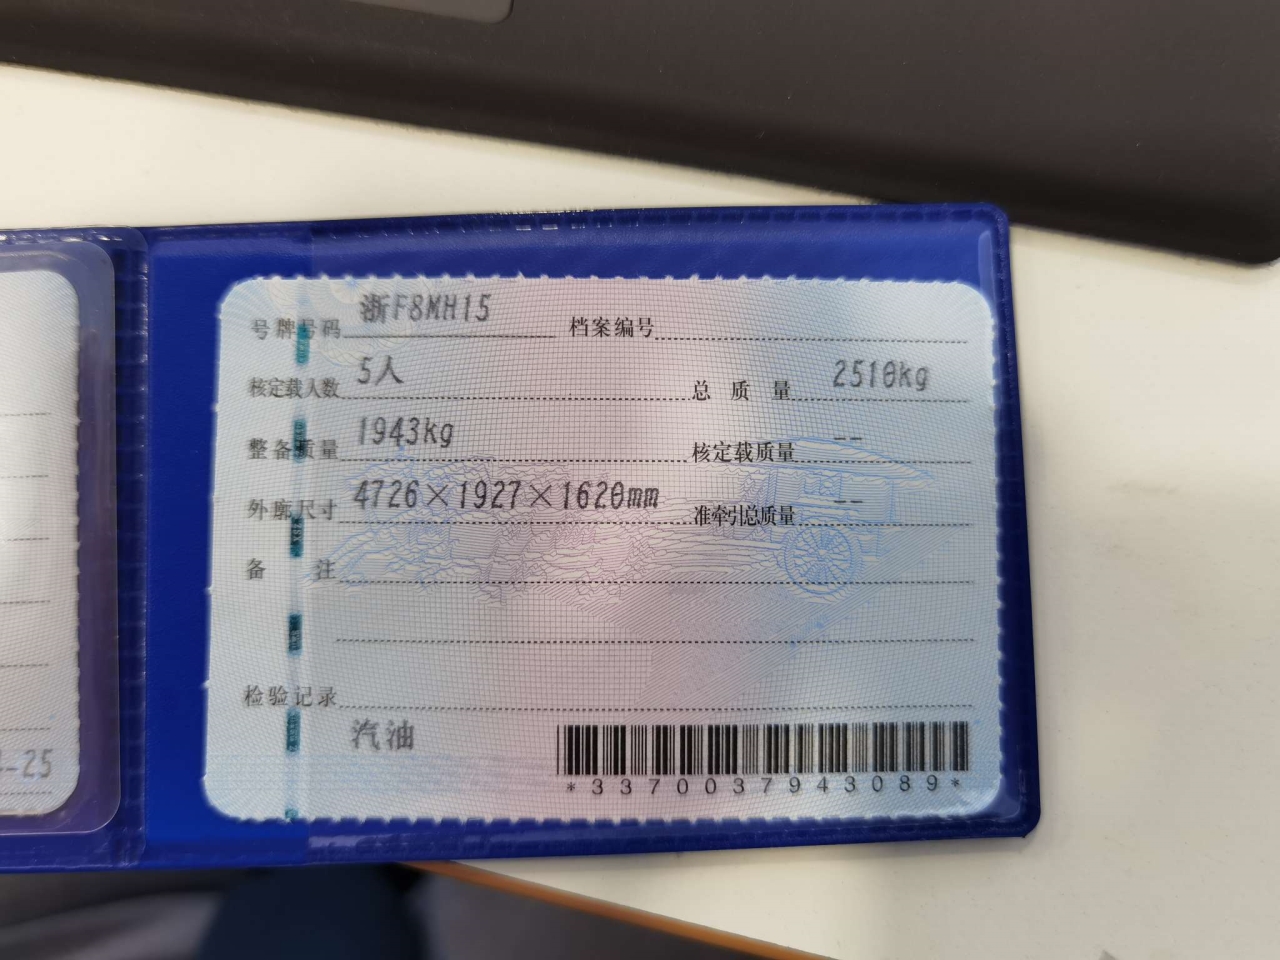 号牌号码 浙F8MH15 档案编号
核定载人数 5人 总质量 2510kg
整备质量 1943kg 核定载质量 --
外廓尺寸 4726×1927×1620mm 准牵引总质量 --
备注
检验记录
汽油
*3370037943089*
-25